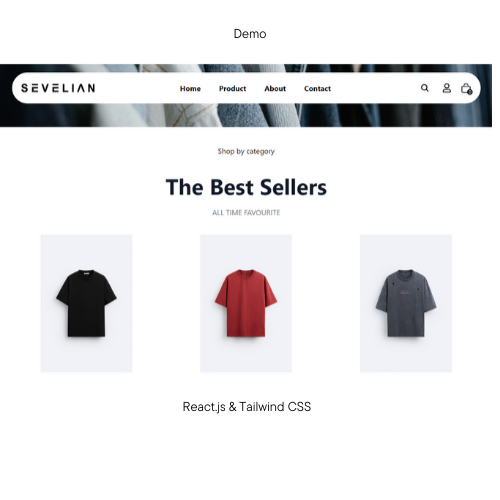 Demo
SEVELIAN Home Product About Contact
Shop by category
The Best Sellers
ALL TIME FAVOURITE
React.js & Tailwind CSS